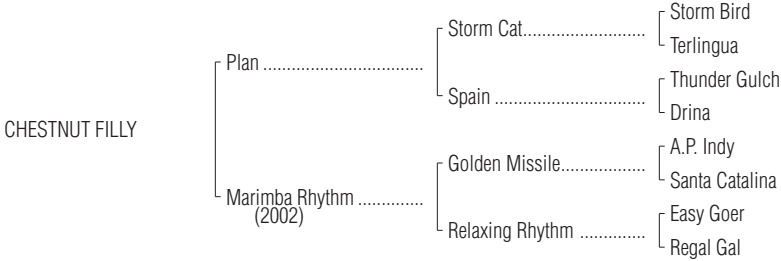 Storm Bird
Storm Cat..........................
Terlingua
Plan ..................................
Thunder Gulch
Spain ................................
Drina
CHESTNUT FILLY
A.P. Indy
Golden Missile..................
Santa Catalina
Marimba Rhythm ..............
(2002)
Easy Goer
Relaxing Rhythm ..............
Regal Gal